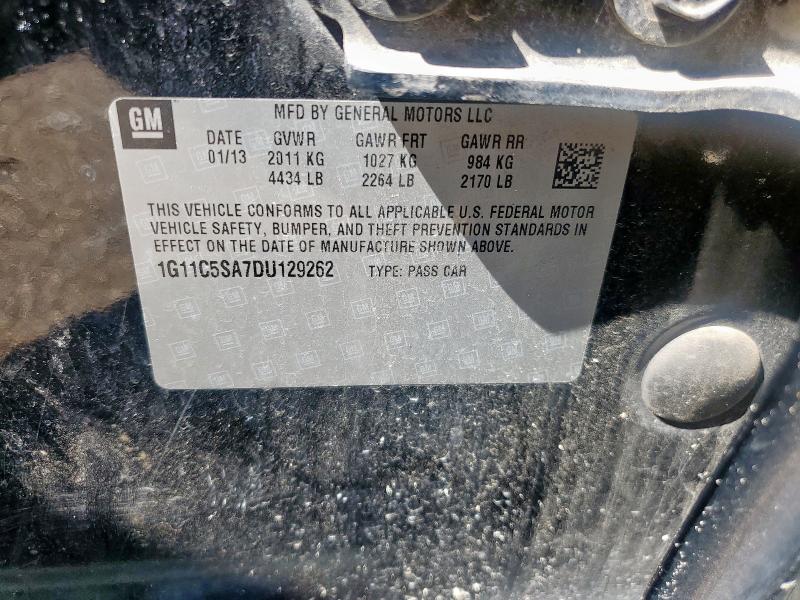 GM
MFD BY GENERAL MOTORS LLC
DATE GVWR GAWR FRT GAWR RR
01/13 2011 KG 1027 KG 984 KG
4434 LB 2264 LB 2170 LB
THIS VEHICLE CONFORMS TO ALL APPLICABLE U.S. FEDERAL MOTOR
VEHICLE SAFETY, BUMPER, AND THEFT PREVENTION STANDARDS IN
EFFECT ON THE DATE OF MANUFACTURE SHOWN ABOVE.
1G11C5SA7DU129262 TYPE: PASS CAR